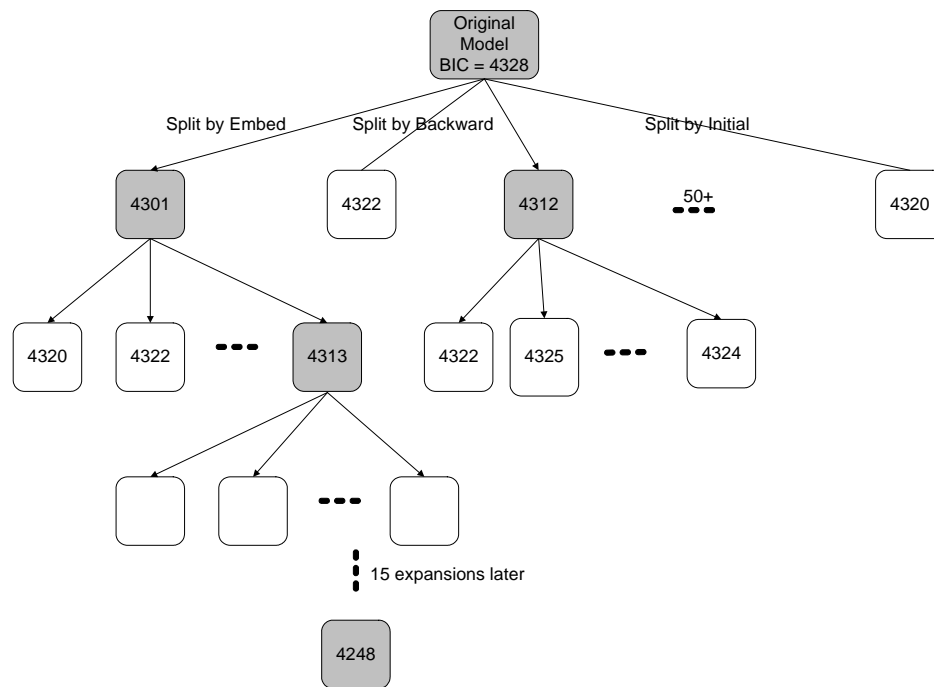 Original
Model
BIC = 4328
Split by Embed
Split by Backward
Split by Initial
4301
4322
4312
50+
4320
4320
4322
4313
4322
4325
4324
15 expansions later
4248